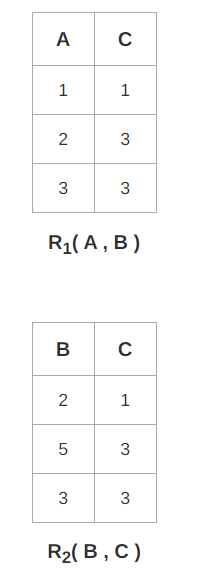 A C
1 1
2 3
3 3
R₁( A , B )
B C
2 1
5 3
3 3
R₂( B , C )